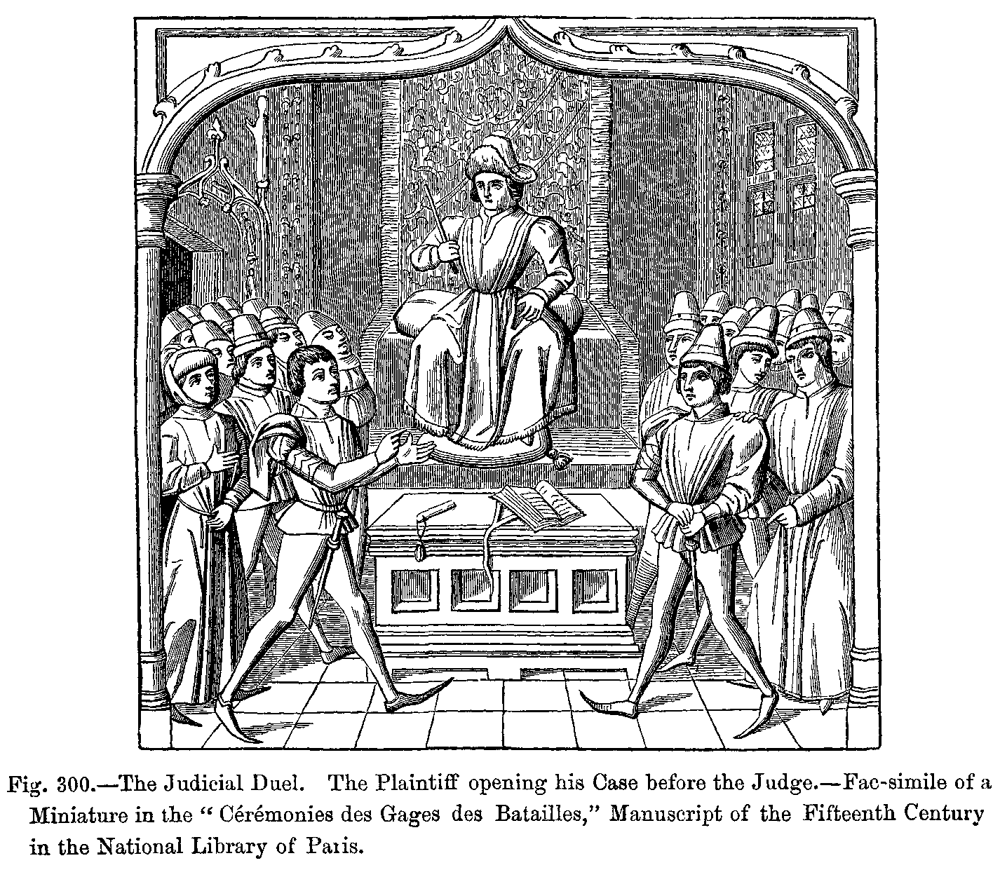 Fig. 300.—The Judicial Duel. The Plaintiff opening his Case before the Judge.—Fac-simile of a
Miniature in the “ Cérémonies des Gages des Batailles,” Manuscript of the Fifteenth Century
in the National Library of Paris.